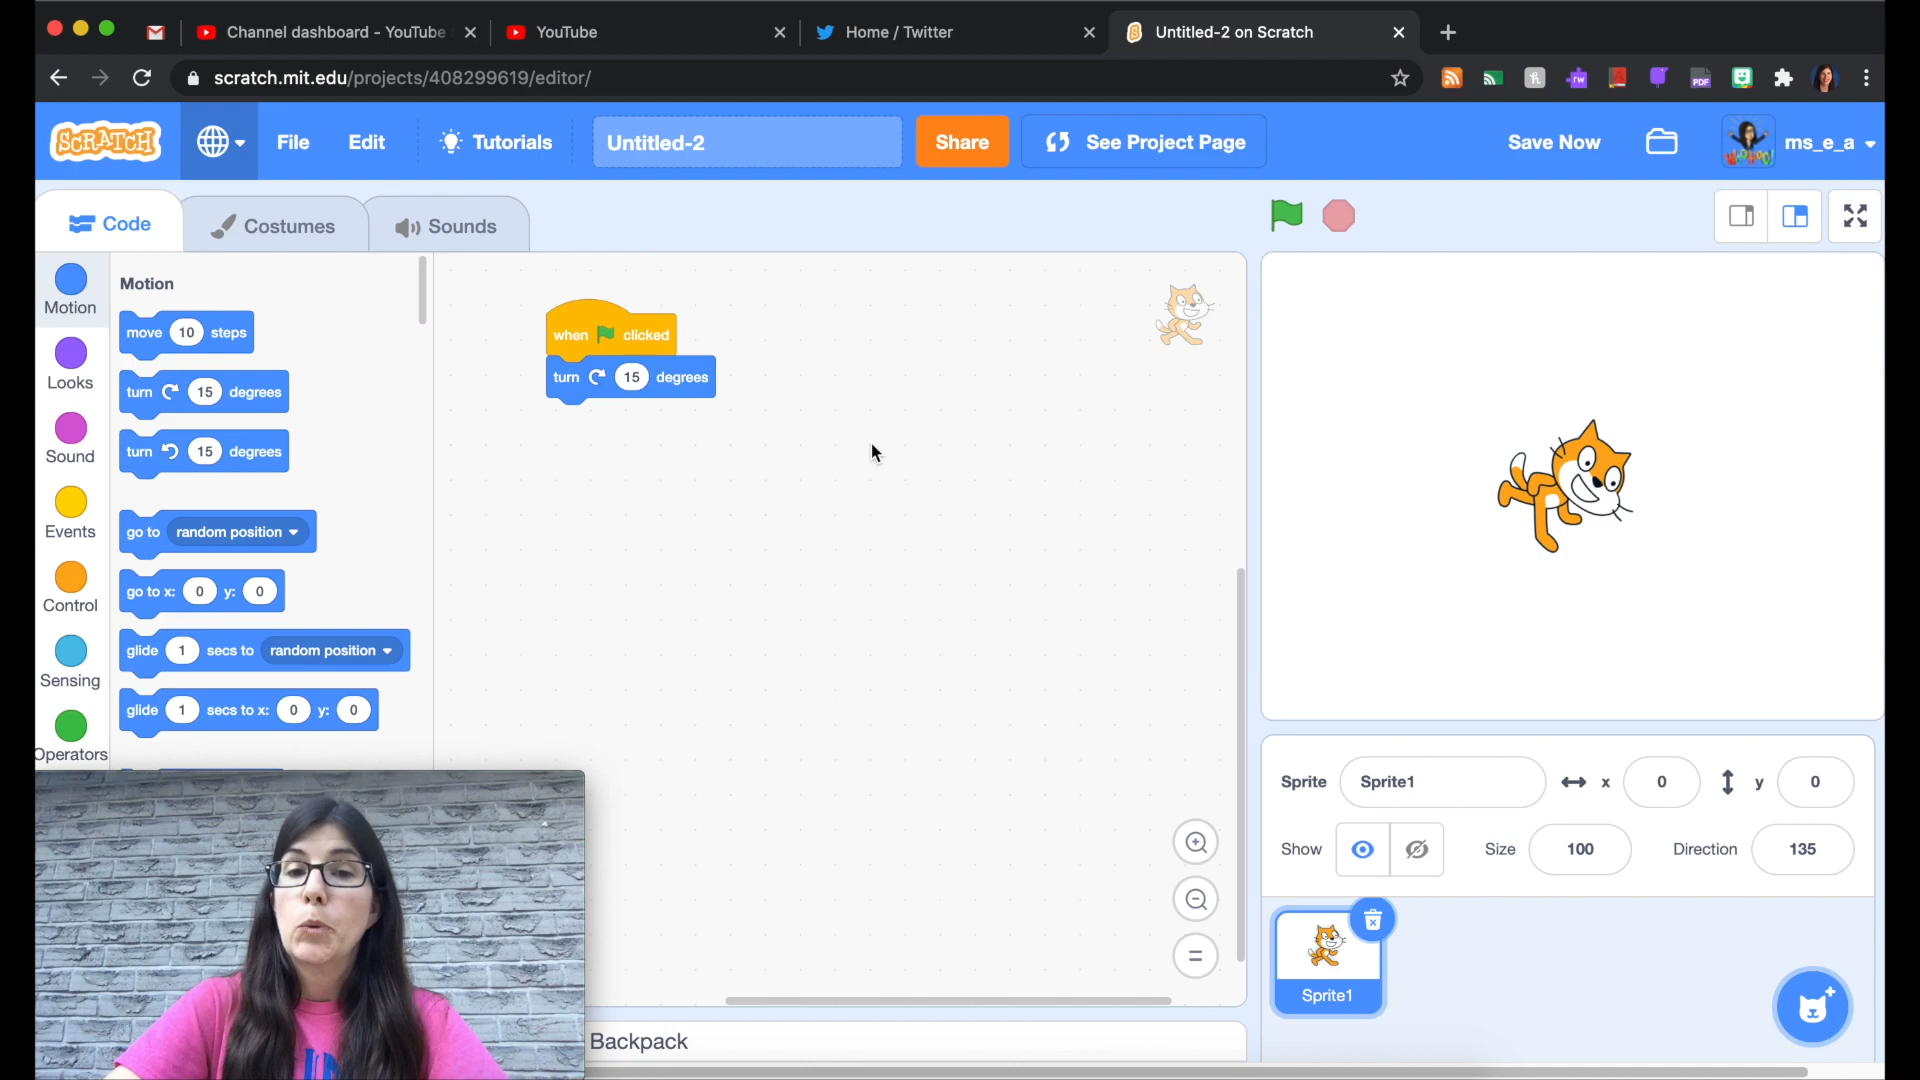 Channel dashboard - YouTube
YouTube
Home / Twitter
Untitled-2 on Scratch
scratch.mit.edu/projects/408299619/editor/
SCRATCH
File
Edit
Tutorials
Untitled-2
Share
See Project Page
Save Now
ms_e_a
Code
Costumes
Sounds
Motion
Looks
Sound
Events
Control
Sensing
Operators
Motion
move 10 steps
turn 15 degrees
turn 15 degrees
go to random position
go to x: 0 y: 0
glide 1 secs to random position
glide 1 secs to x: 0 y: 0
when clicked
turn 15 degrees
Sprite Sprite1 x 0 y 0
Show Size 100 Direction 135
Sprite1
Backpack